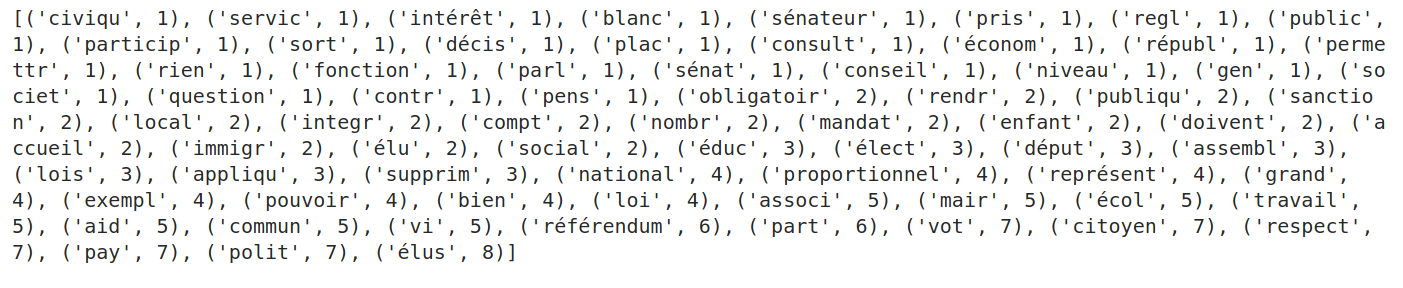 [('civiqu', 1), ('servic', 1), ('intérêt', 1), ('blanc', 1), ('sénateur', 1), ('pris', 1), ('regl', 1), ('public',
1), ('particip', 1), ('sort', 1), ('décis', 1), ('plac', 1), ('consult', 1), ('économ', 1), ('républ', 1), ('perme
ttr', 1), ('rien', 1), ('fonction', 1), ('parl', 1), ('sénat', 1), ('conseil', 1), ('niveau', 1), ('gen', 1), ('so
ciet', 1), ('question', 1), ('contr', 1), ('pens', 1), ('obligatoir', 2), ('rendr', 2), ('publiqu', 2), ('sanctio
n', 2), ('local', 2), ('integr', 2), ('compt', 2), ('nombr', 2), ('mandat', 2), ('enfant', 2), ('doivent', 2), ('a
ccueil', 2), ('immigr', 2), ('élu', 2), ('social', 2), ('éduc', 3), ('élect', 3), ('déput', 3), ('assembl', 3),
('lois', 3), ('appliqu', 3), ('supprim', 3), ('national', 4), ('proportionnel', 4), ('représent', 4), ('grand',
4), ('exempl', 4), ('pouvoir', 4), ('bien', 4), ('loi', 4), ('associ', 5), ('mair', 5), ('écol', 5), ('travail',
5), ('aid', 5), ('commun', 5), ('vi', 5), ('référendum', 6), ('part', 6), ('vot', 7), ('citoyen', 7), ('respect',
7), ('pay', 7), ('polit', 7), ('élus', 8)]